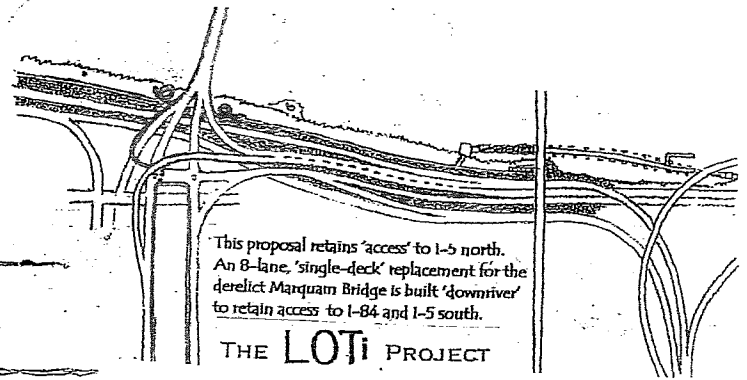 This proposal retains 'access' to I-5 north.
An 8-lane, 'single-deck' replacement for the
derelict Marquam Bridge is built 'downriver'
to retain access to I-84 and I-5 south.
THE LOTi PROJECT